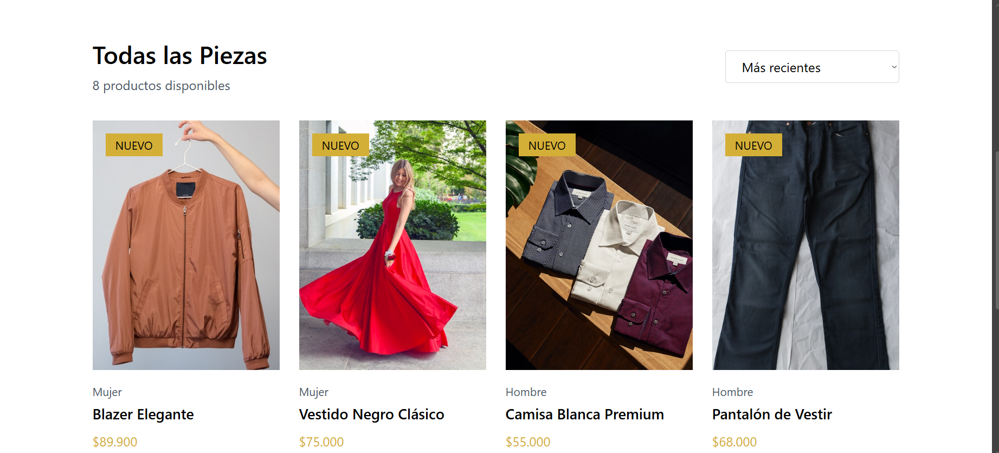 Todas las Piezas
8 productos disponibles
Más recientes
NUEVO
NUEVO
NUEVO
NUEVO
Mujer
Blazer Elegante
$89.900
Mujer
Vestido Negro Clásico
$75.000
Hombre
Camisa Blanca Premium
$55.000
Hombre
Pantalón de Vestir
$68.000